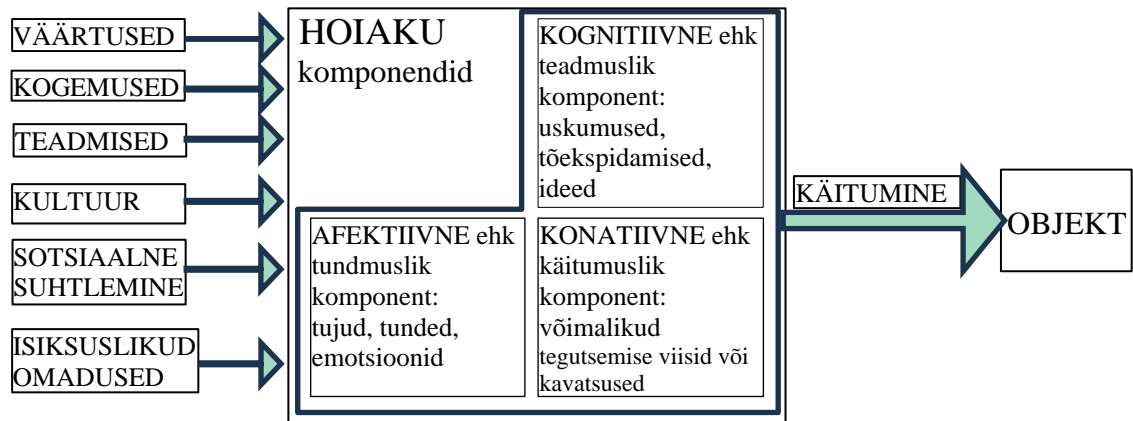 VÄÄRTUSED
KOGEMUSED
TEADMISED
KULTUUR
SOTSIAALNE
SUHTLEMINE
ISIKSUSLIKUD
OMADUSED
HOIAKU
komponendid
KOGNITIIVNE ehk
teadmuslik
komponent:
uskumused,
tõekspidamised,
ideed
AFEKTIIVNE ehk
tundmuslik
komponent:
tujud, tunded,
emotsioonid
KONATIIVNE ehk
käitumuslik
komponent:
võimalikud
tegutsemise viisid või
kavatsused
KÄITUMINE
OBJEKT